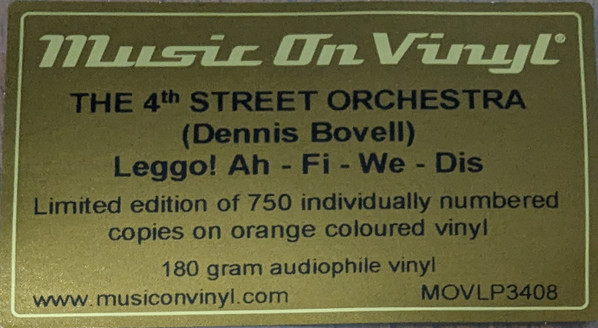 Music On Vinyl®
THE 4th STREET ORCHESTRA
(Dennis Bovell)
Leggo! Ah - Fi - We - Dis
Limited edition of 750 individually numbered
copies on orange coloured vinyl
180 gram audiophile vinyl
www.musiconvinyl.com MOVLP3408